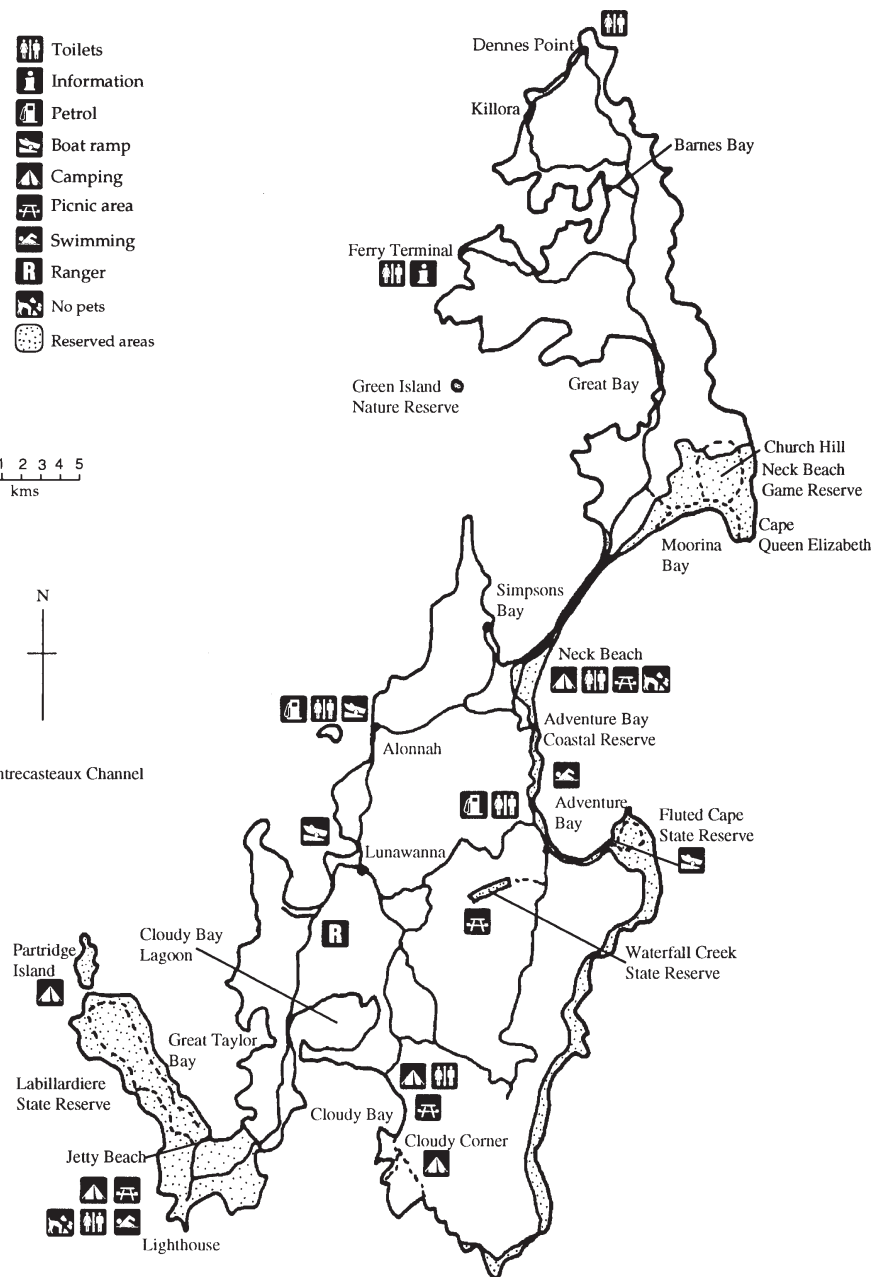 Toilets
Information
Petrol
Boat ramp
Camping
Picnic area
Swimming
R Ranger
No pets
Reserved areas
1 2 3 4 5
kms
N
ntrecasteaux Channel
Dennes Point
Killora
Barnes Bay
Ferry Terminal
Green Island
Nature Reserve
Great Bay
Church Hill
Neck Beach
Game Reserve
Cape
Queen Elizabeth
Moorina
Bay
Simpsons
Bay
Neck Beach
Adventure Bay
Coastal Reserve
Alonnah
Adventure
Bay
Fluted Cape
State Reserve
Lunawanna
R
Cloudy Bay
Lagoon
Waterfall Creek
State Reserve
Partridge
Island
Great Taylor
Bay
Labillardiere
State Reserve
Cloudy Bay
Cloudy Corner
Jetty Beach
Lighthouse